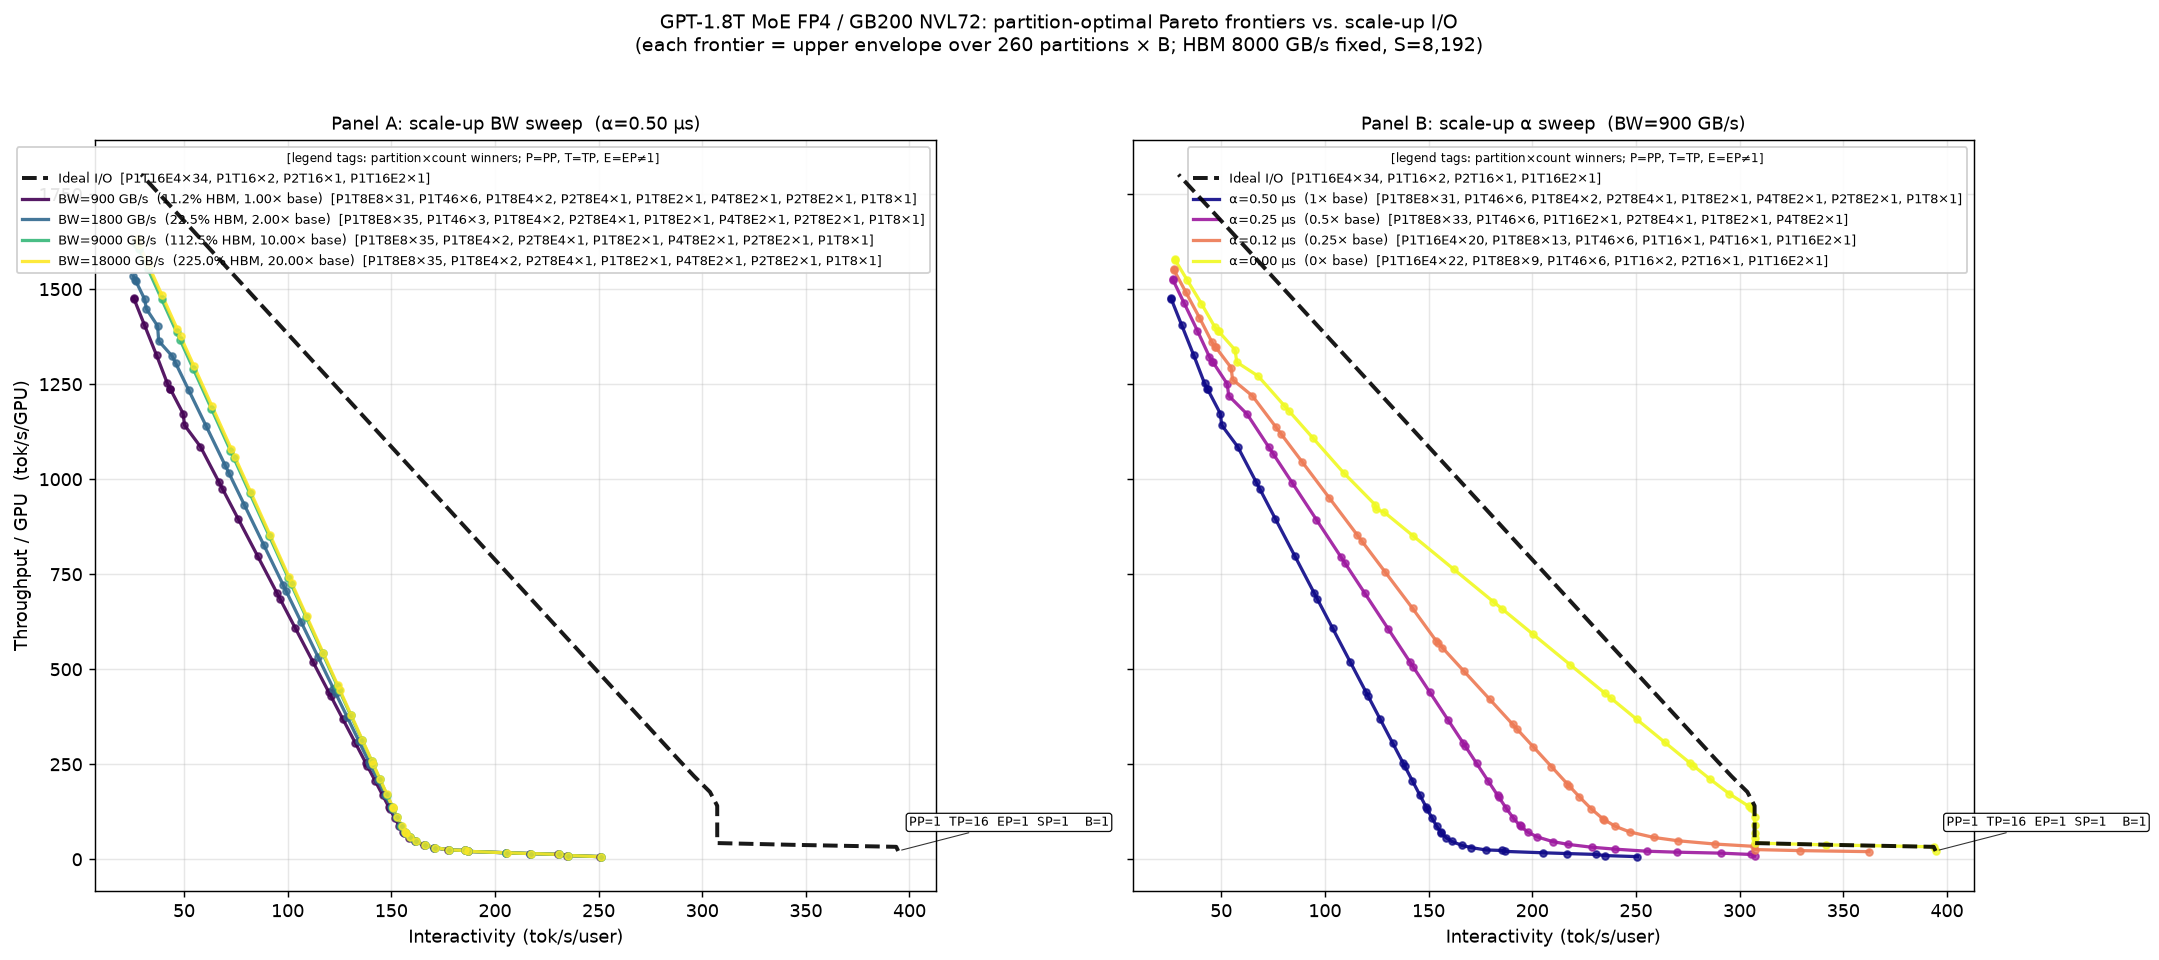 GPT-1.8T MoE FP4 / GB200 NVL72: partition-optimal Pareto frontiers vs. scale-up I/O
(each frontier = upper envelope over 260 partitions × B; HBM 8000 GB/s fixed, S=8,192)
Panel A: scale-up BW sweep (α=0.50 µs)
[legend tags: partition×count winners; P=PP, T=TP, E=EP≠1]
Ideal I/O [P1T16E4×34, P1T16×2, P2T16×1, P1T16E2×1]
BW=900 GB/s (11.2% HBM, 1.00× base) [P1T8E8×31, P1T46×6, P1T8E4×2, P2T8E4×1, P1T8E2×1, P4T8E2×1, P2T8E2×1, P1T8×1]
BW=1800 GB/s (22.5% HBM, 2.00× base) [P1T8E8×35, P1T46×3, P1T8E4×2, P2T8E4×1, P1T8E2×1, P4T8E2×1, P2T8E2×1, P1T8×1]
BW=9000 GB/s (112.5% HBM, 10.00× base) [P1T8E8×35, P1T8E4×2, P2T8E4×1, P1T8E2×1, P4T8E2×1, P2T8E2×1, P1T8×1]
BW=18000 GB/s (225.0% HBM, 20.00× base) [P1T8E8×35, P1T8E4×2, P2T8E4×1, P1T8E2×1, P4T8E2×1, P2T8E2×1, P1T8×1]
1750
1500
1250
1000
750
500
250
0
Throughput / GPU (tok/s/GPU)
50 100 150 200 250 300 350 400
Interactivity (tok/s/user)
PP=1 TP=16 EP=1 SP=1 B=1
Panel B: scale-up α sweep (BW=900 GB/s)
[legend tags: partition×count winners; P=PP, T=TP, E=EP≠1]
Ideal I/O [P1T16E4×34, P1T16×2, P2T16×1, P1T16E2×1]
α=0.50 µs (1× base) [P1T8E8×31, P1T46×6, P1T8E4×2, P2T8E4×1, P1T8E2×1, P4T8E2×1, P2T8E2×1, P1T8×1]
α=0.25 µs (0.5× base) [P1T8E8×33, P1T46×6, P1T16E2×1, P2T8E4×1, P1T8E2×1, P4T8E2×1]
α=0.12 µs (0.25× base) [P1T16E4×20, P1T8E8×13, P1T46×6, P1T16×1, P4T16×1, P1T16E2×1]
α=0.00 µs (0× base) [P1T16E4×22, P1T8E8×9, P1T46×6, P1T16×2, P2T16×1, P1T16E2×1]
50 100 150 200 250 300 350 400
Interactivity (tok/s/user)
PP=1 TP=16 EP=1 SP=1 B=1